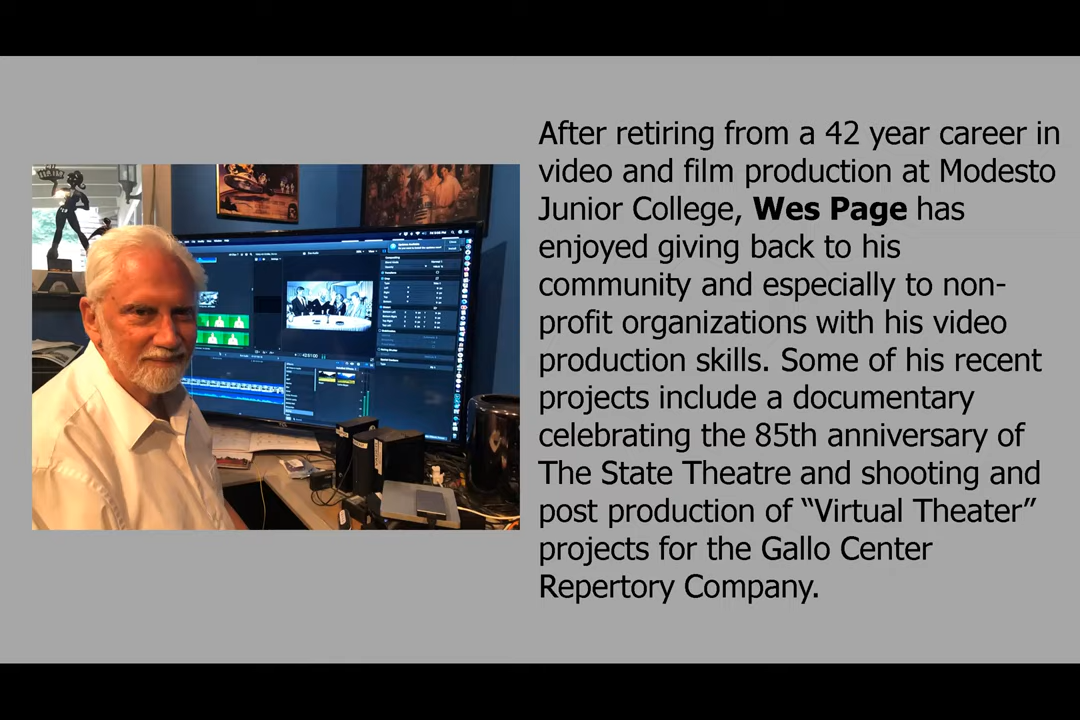 After retiring from a 42 year career in
video and film production at Modesto
Junior College, Wes Page has
enjoyed giving back to his
community and especially to non-
profit organizations with his video
production skills. Some of his recent
projects include a documentary
celebrating the 85th anniversary of
The State Theatre and shooting and
post production of “Virtual Theater”
projects for the Gallo Center
Repertory Company.